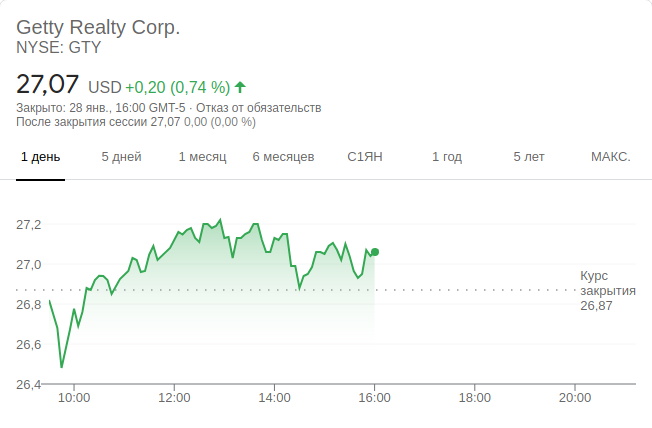 Getty Realty Corp.
NYSE: GTY
27,07 USD +0,20 (0,74 %)
Закрыто: 28 янв., 16:00 GMT-5 · Отказ от обязательств
После закрытия сессии 27,07 0,00 (0,00 %)
1 день 5 дней 1 месяц 6 месяцев С1ЯН 1 год 5 лет МАКС.
27,2
27,0
26,8
26,6
26,4
Курс
закрытия
26,87
10:00 12:00 14:00 16:00 18:00 20:00